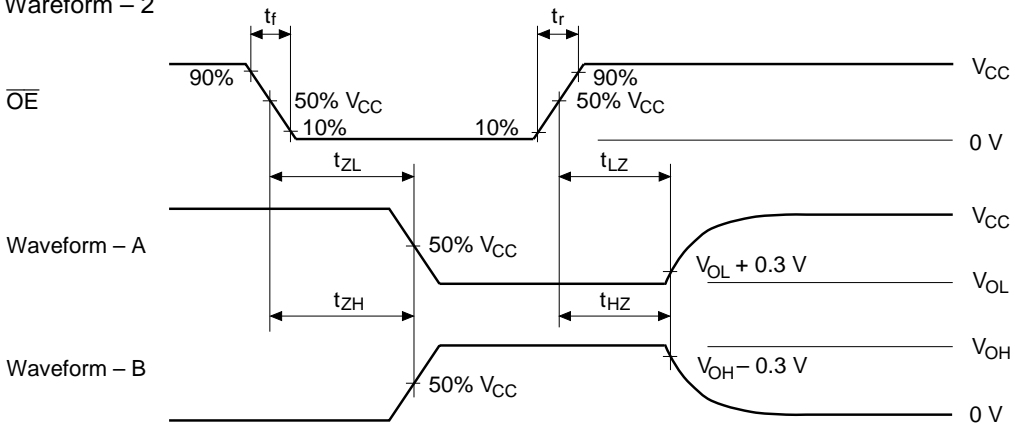 Wareform – 2
tf
tr
90%
90%
VCC
OE
50% VCC
50% VCC
10%
10%
0 V
tZL
tLZ
VCC
Waveform – A
50% VCC
VOL + 0.3 V
VOL
tZH
tHZ
VOH
Waveform – B
50% VCC
VOH – 0.3 V
0 V